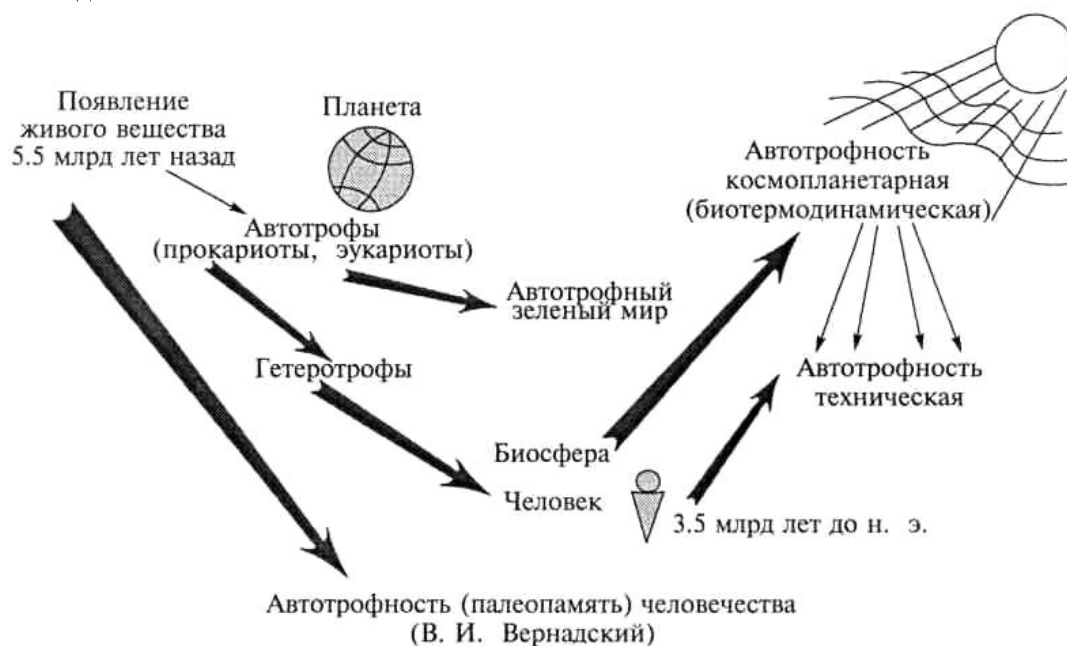 Появление
живого вещества
5.5 млрд лет назад
Планета
Автотрофы
(прокариоты, эукариоты)
Автотрофный
зеленый мир
Гетеротрофы
Автотрофность
космопланетарная
(биотермодинамическая)
Автотрофность
техническая
Биосфера
Человек
3.5 млрд лет до н. э.
Автотрофность (палеопамять) человечества
(В. И. Вернадский)